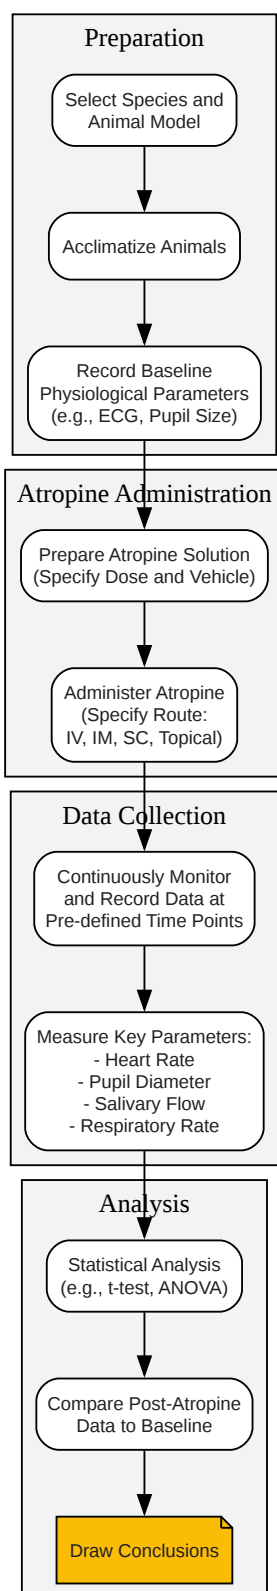 Preparation
Select Species and
Animal Model
Acclimatize Animals
Record Baseline
Physiological Parameters
(e.g., ECG, Pupil Size)
Atropine Administration
Prepare Atropine Solution
(Specify Dose and Vehicle)
Administer Atropine
(Specify Route:
IV, IM, SC, Topical)
Data Collection
Continuously Monitor
and Record Data at
Pre-defined Time Points
Measure Key Parameters:
- Heart Rate
- Pupil Diameter
- Salivary Flow
- Respiratory Rate
Analysis
Statistical Analysis
(e.g., t-test, ANOVA)
Compare Post-Atropine
Data to Baseline
Draw Conclusions